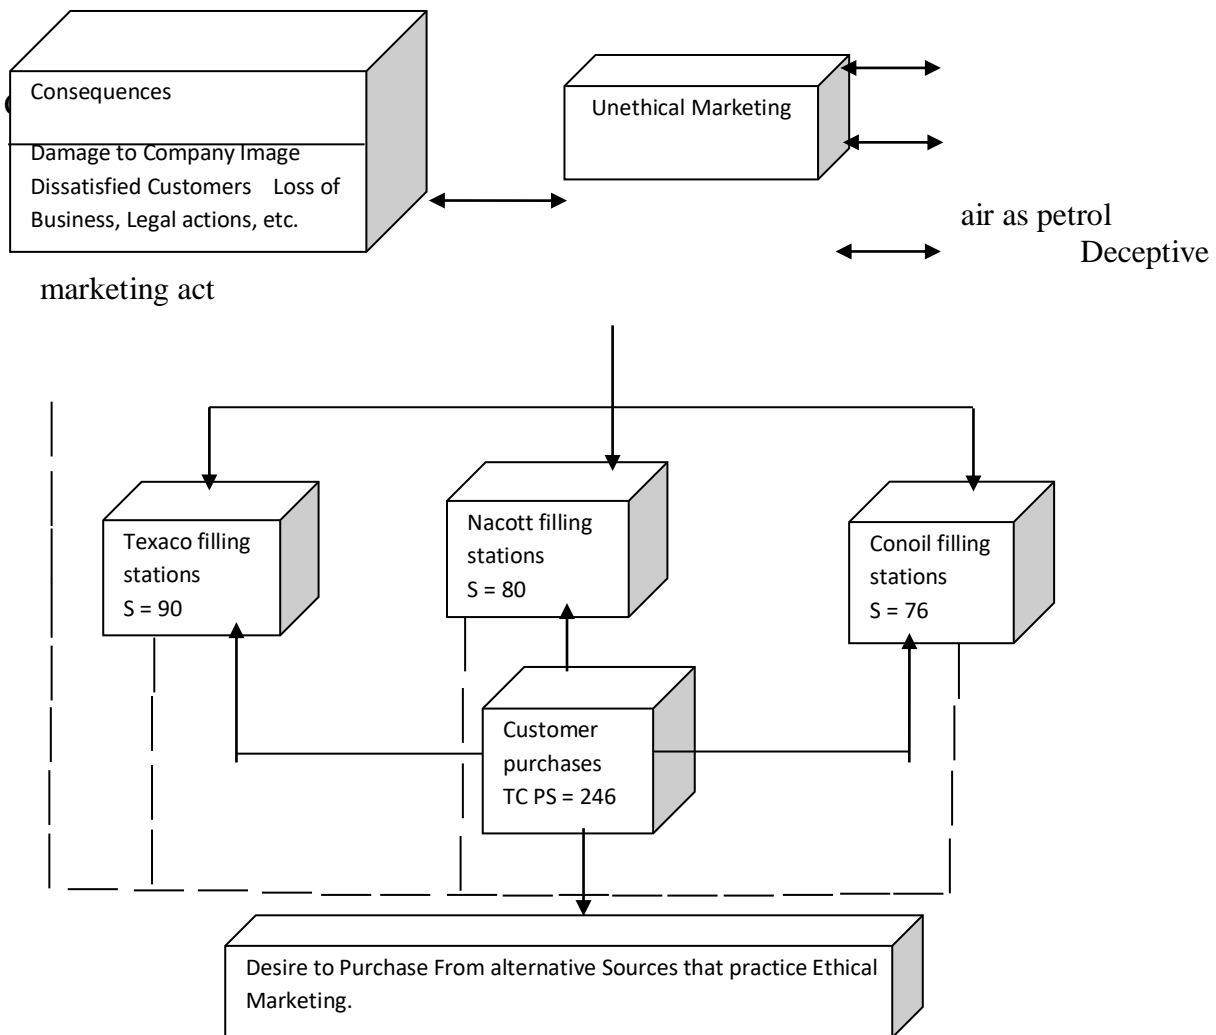 Consequences
Damage to Company Image
Dissatisfied Customers Loss of
Business, Legal actions, etc.
Unethical Marketing
air as petrol
Deceptive
marketing act
Texaco filling
stations
S = 90
Nacott filling
stations
S = 80
Conoil filling
stations
S = 76
Customer
purchases
TC PS = 246
Desire to Purchase From alternative Sources that practice Ethical
Marketing.